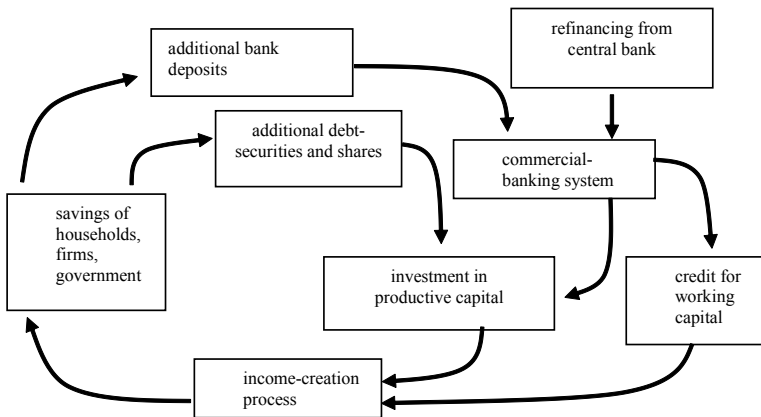 additional bank
deposits
refinancing from
central bank
additional debt-
securities and shares
commercial-
banking system
savings of
households,
firms,
government
investment in
productive capital
credit for
working
capital
income-creation
process